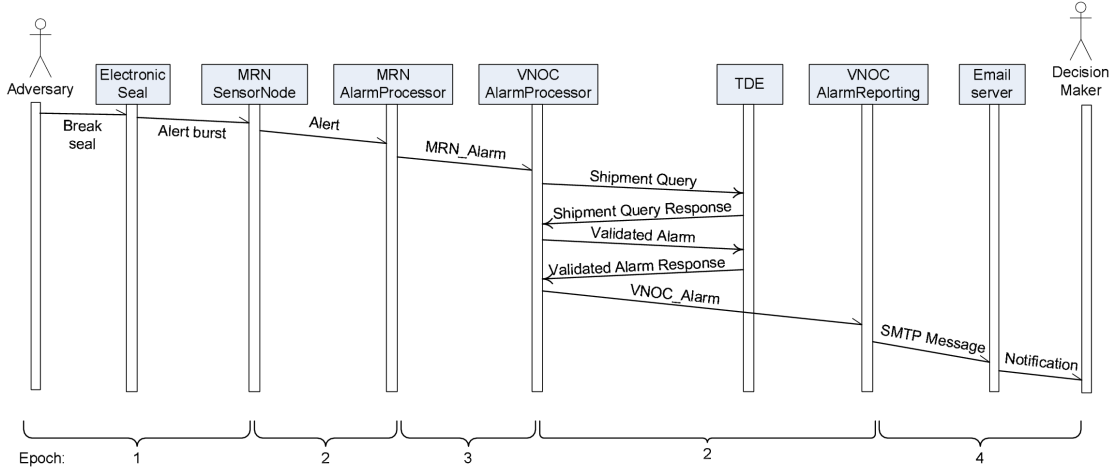 Adversary
Electronic
Seal
MRN
SensorNode
MRN
AlarmProcessor
VNOC
AlarmProcessor
TDE
VNOC
AlarmReporting
Email
server
Decision
Maker
Break
seal
Alert burst
Alert
MRN_Alarm
Shipment Query
Shipment Query Response
Validated Alarm
Validated Alarm Response
VNOC_Alarm
SMTP Message
Notification
Epoch: 1 2 3 2 4